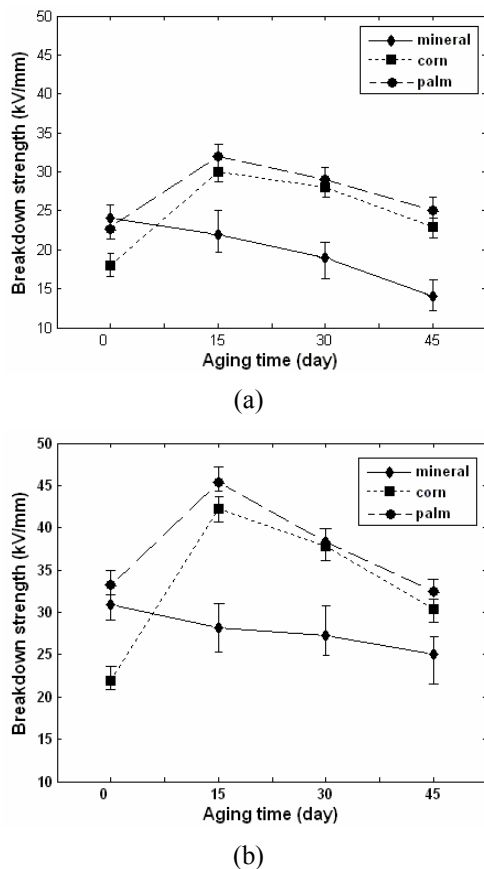 50
45
40
35
30
25
20
15
10
Breakdown strength (kV/mm)
mineral
corn
palm
0 15 30 45
Aging time (day)
(a)
50
45
40
35
30
25
20
15
10
Breakdown strength (kV/mm)
mineral
corn
palm
0 15 30 45
Aging time (day)
(b)